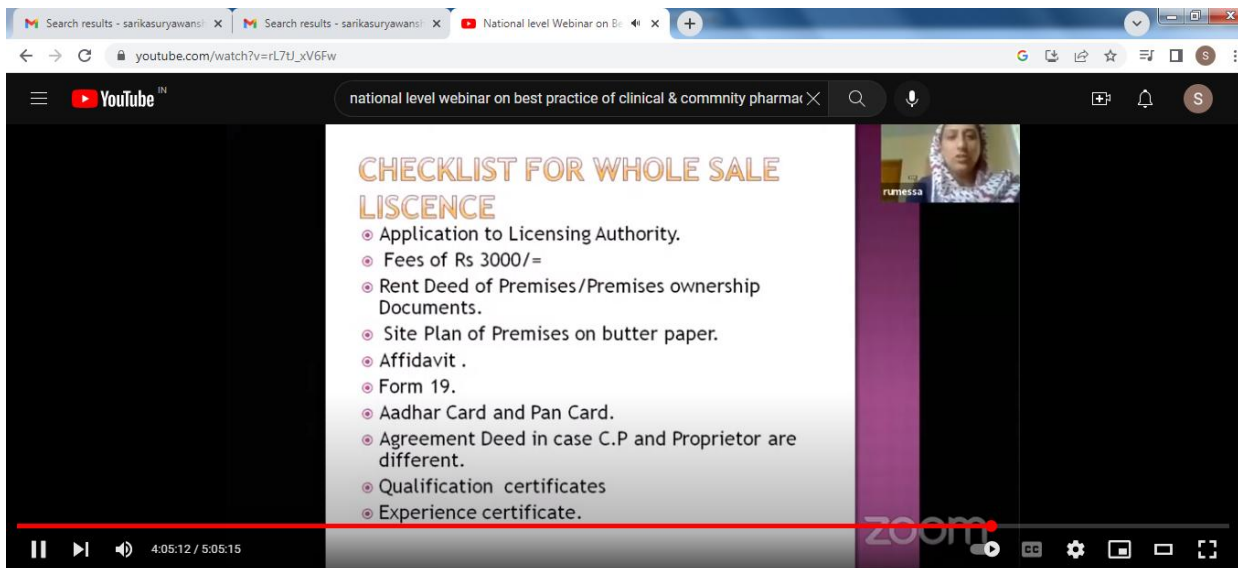 Search results - sarikasuryawansh
Search results - sarikasuryawansh
National level Webinar on Be
youtube.com/watch?v=rL7tJ_xV6Fw
G
S
YouTube IN
national level webinar on best practice of clinical & commnity pharmac
S
CHECKLIST FOR WHOLE SALE
LISCENCE
Application to Licensing Authority.
Fees of Rs 3000/=
Rent Deed of Premises/Premises ownership
Documents.
Site Plan of Premises on butter paper.
Affidavit .
Form 19.
Aadhar Card and Pan Card.
Agreement Deed in case C.P and Proprietor are
different.
Qualification certificates
Experience certificate.
rumessa
zoom
4:05:12 / 5:05:15
CC